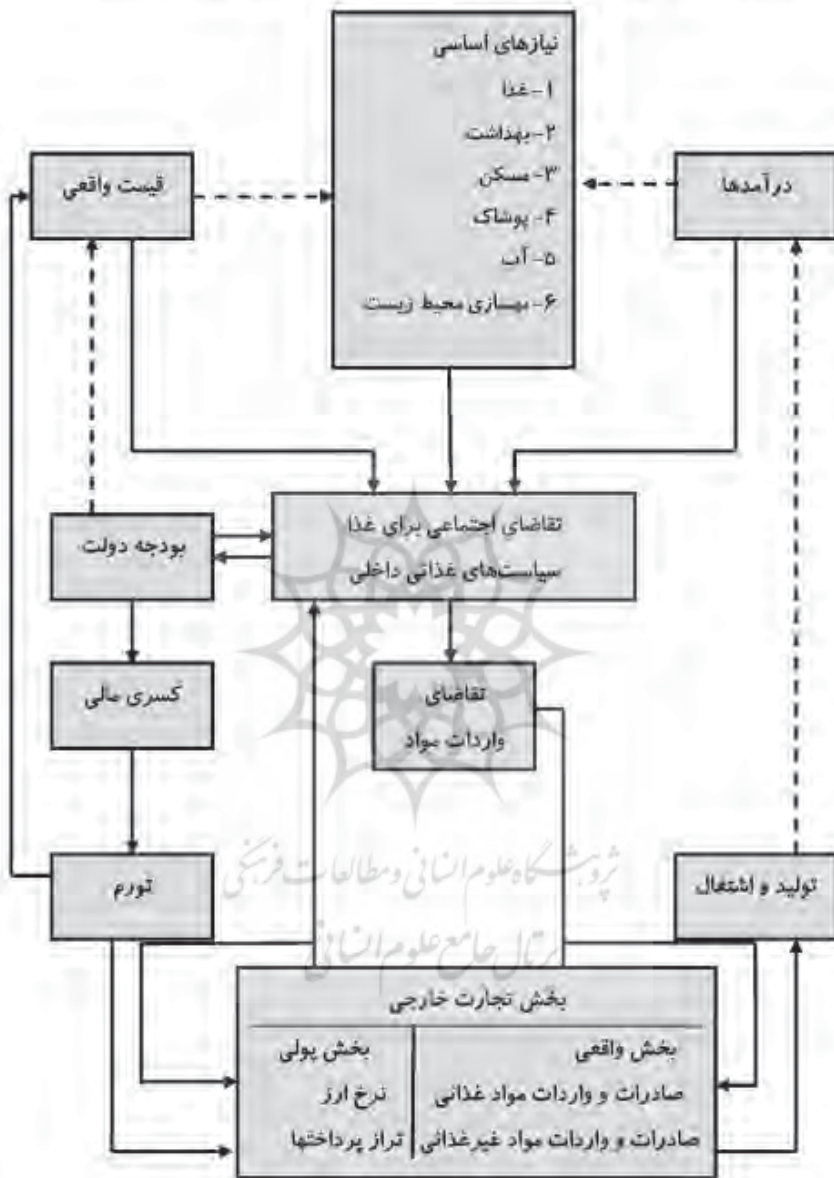 نیازهای اساسی
۱- غذا
۲- بهداشت
۳- مسکن
۴- پوشاک
۵- آب
۶- بهسازی محیط زیست
درآمدها
قیمت واقعی
تقاضای اجتماعی برای غذا
سیاست‌های غذائی داخلی
بودجه دولت
تقاضای
واردات مواد
کسری مالی
تولید و اشتغال
تورم
پژوهشگاه علوم انسانی و مطالعات فرهنگی
پرتال جامع علوم انسانی
بخش تجارت خارجی
بخش واقعی
بخش پولی
صادرات و واردات مواد غذائی
نرخ ارز
صادرات و واردات مواد غیرغذائی
تراز پرداختها